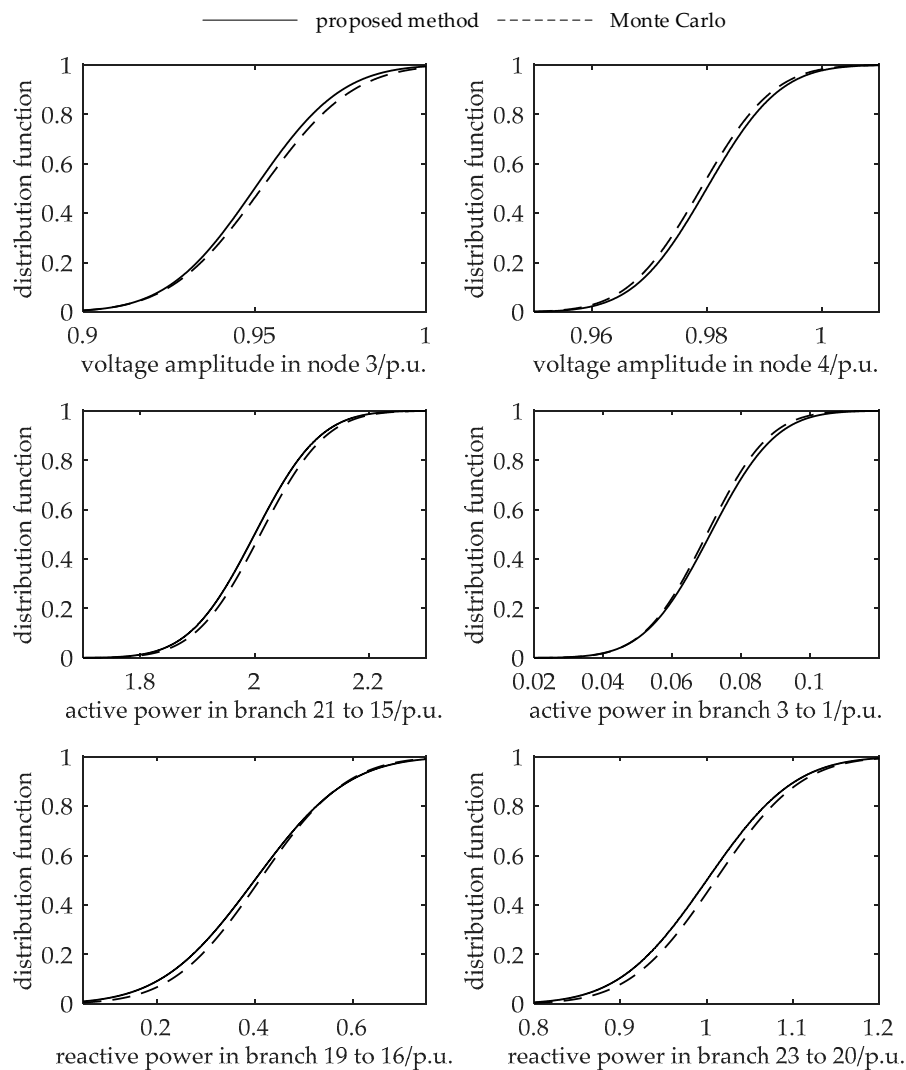 proposed method Monte Carlo
distribution function
1
0.8
0.6
0.4
0.2
0
0.9 0.95 1
voltage amplitude in node 3/p.u.
distribution function
1
0.8
0.6
0.4
0.2
0
0.96 0.98 1
voltage amplitude in node 4/p.u.
distribution function
1
0.8
0.6
0.4
0.2
0
1.8 2 2.2
active power in branch 21 to 15/p.u.
distribution function
1
0.8
0.6
0.4
0.2
0
0.02 0.04 0.06 0.08 0.1
active power in branch 3 to 1/p.u.
distribution function
1
0.8
0.6
0.4
0.2
0
0.2 0.4 0.6
reactive power in branch 19 to 16/p.u.
distribution function
1
0.8
0.6
0.4
0.2
0
0.8 0.9 1 1.1 1.2
reactive power in branch 23 to 20/p.u.